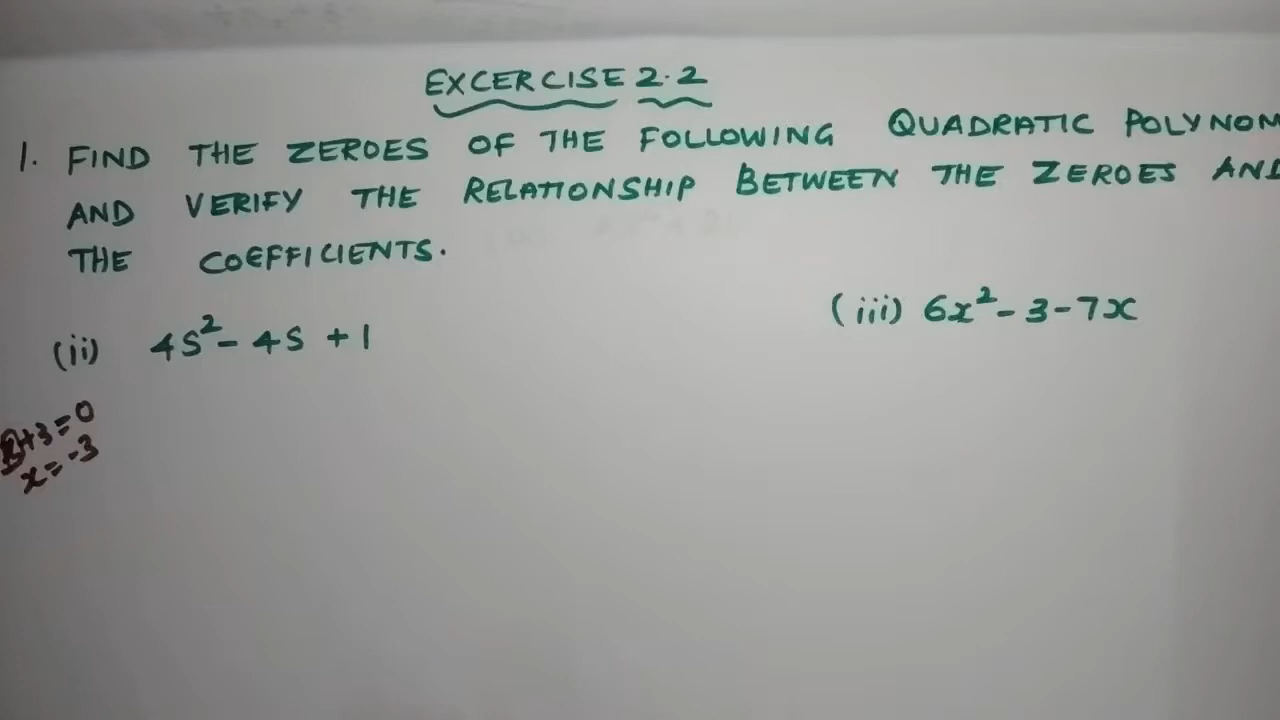 EXCERCISE 2.2
1. FIND THE ZEROES OF THE FOLLOWING QUADRATIC POLYNOM
AND VERIFY THE RELATIONSHIP BETWEEN THE ZEROES AND
THE COEFFICIENTS.
(ii) 4S² - 4S + 1
(iii) 6x² - 3 - 7x
+3 = 0
x = -3